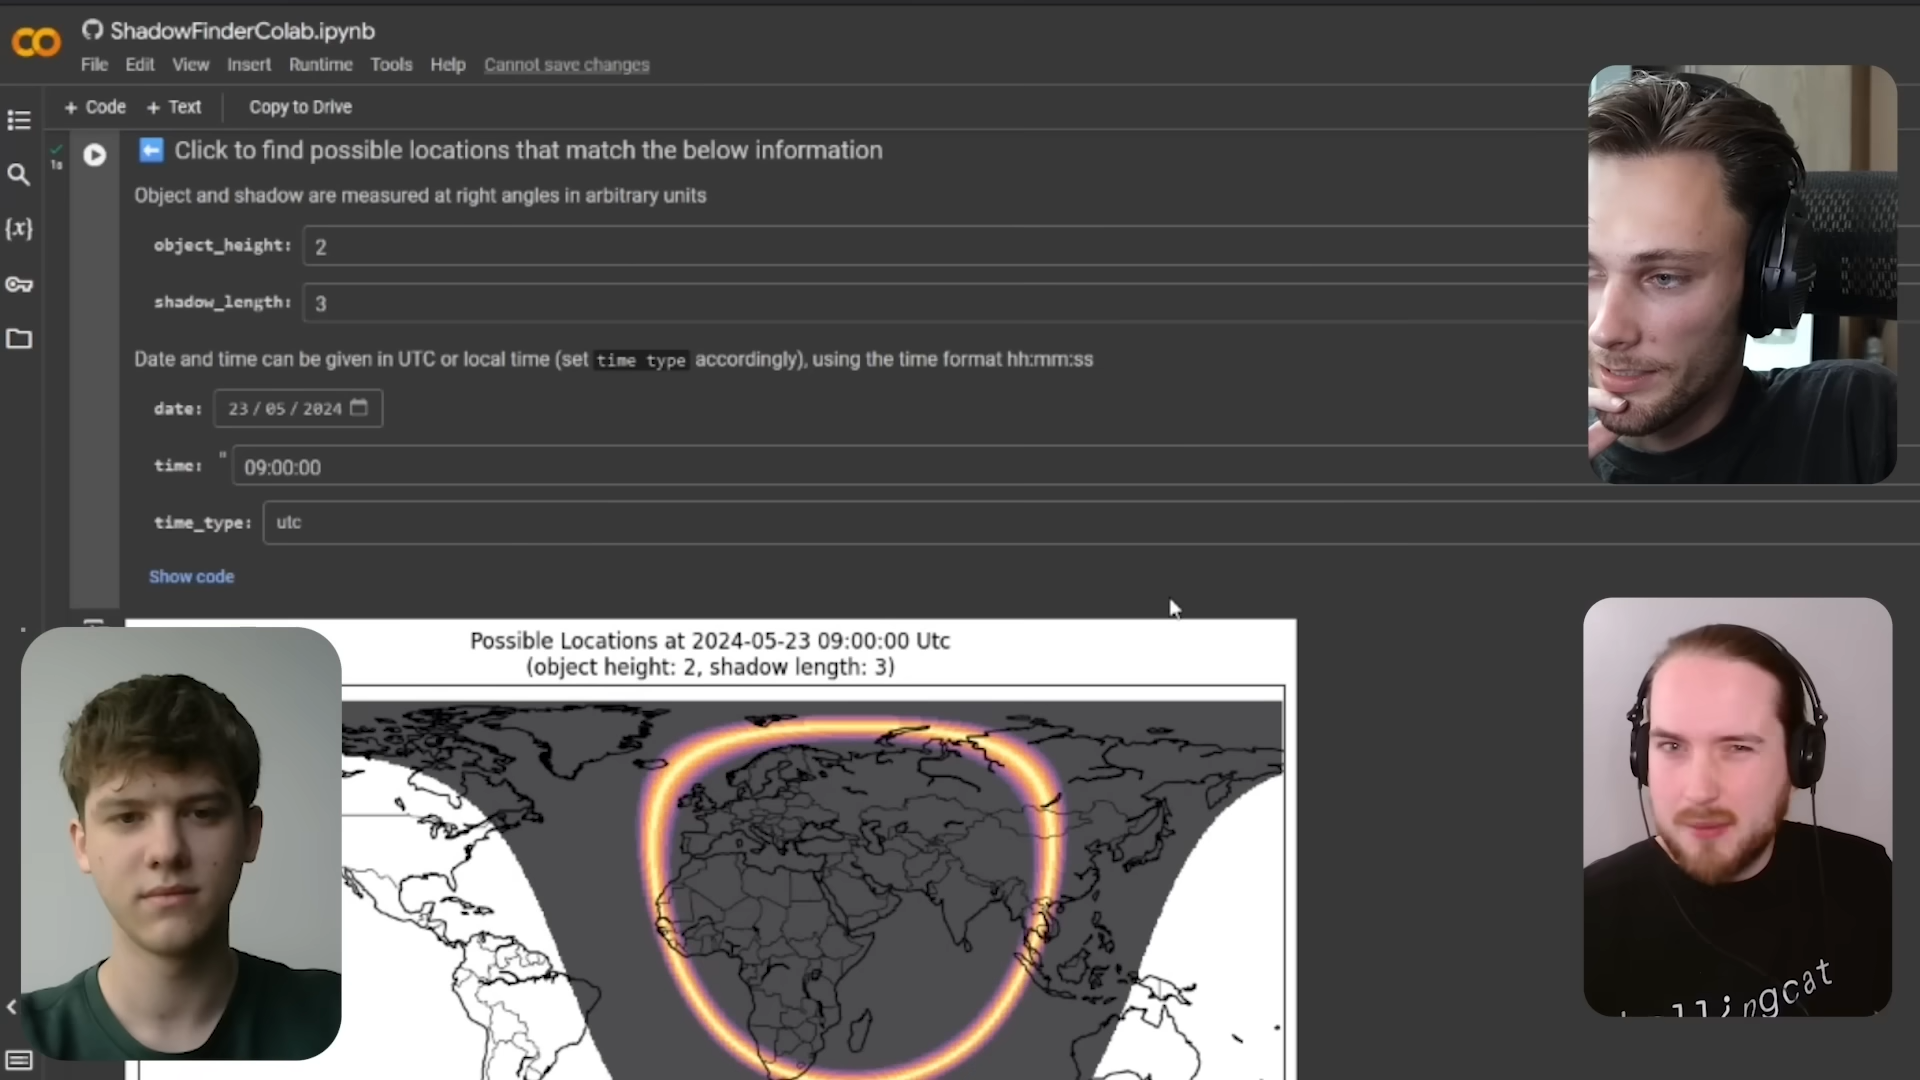 ShadowFinderColab.ipynb
File Edit View Insert Runtime Tools Help Cannot save changes
+ Code + Text Copy to Drive
Click to find possible locations that match the below information
1s
Object and shadow are measured at right angles in arbitrary units
object_height: 2
shadow_length: 3
Date and time can be given in UTC or local time (set time type accordingly), using the time format hh:mm:ss
date: 23/05/2024
time: " 09:00:00
time_type: utc
Show code
Possible Locations at 2024-05-23 09:00:00 Utc
(object height: 2, shadow length: 3)